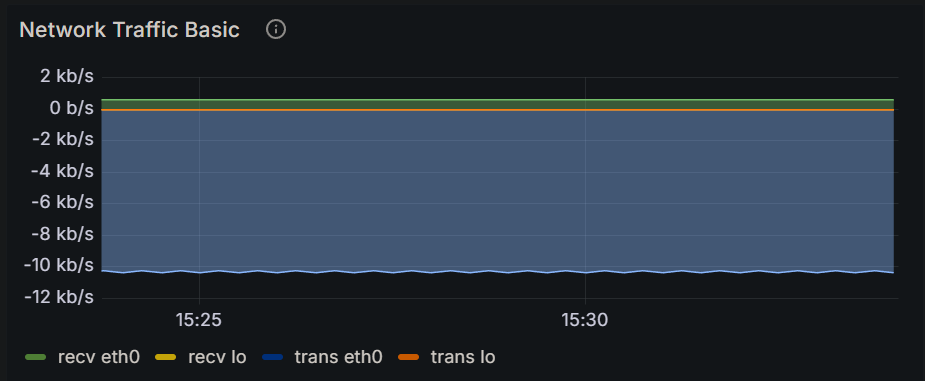 Network Traffic Basic
2 kb/s
0 b/s
-2 kb/s
-4 kb/s
-6 kb/s
-8 kb/s
-10 kb/s
-12 kb/s
15:25 15:30
recv eth0 recv lo trans eth0 trans lo